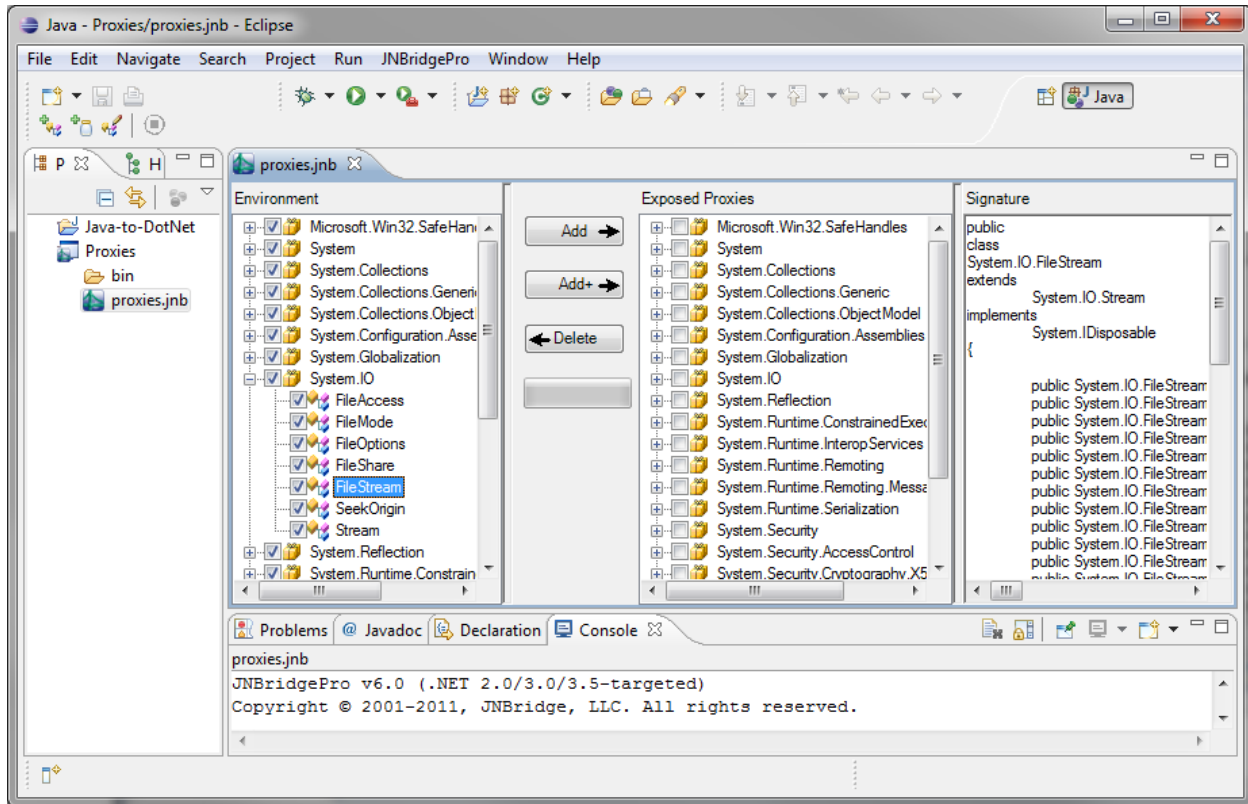 Java - Proxies/proxies.jnb - Eclipse
File Edit Navigate Search Project Run JNBridgePro Window Help
Java
P H
Java-to-DotNet
Proxies
bin
proxies.jnb
proxies.jnb
Environment
Microsoft.Win32.SafeHan
System
System.Collections
System.Collections.Generi
System.Collections.Object
System.Configuration.Asse
System.Globalization
System.IO
FileAccess
FileMode
FileOptions
FileShare
FileStream
SeekOrigin
Stream
System.Reflection
System.Runtime.Constrain
Add
Add+
Delete
Exposed Proxies
Microsoft.Win32.SafeHandles
System
System.Collections
System.Collections.Generic
System.Collections.ObjectModel
System.Configuration.Assemblies
System.Globalization
System.IO
System.Reflection
System.Runtime.ConstrainedExec
System.Runtime.InteropServices
System.Runtime.Remoting
System.Runtime.Remoting.Messa
System.Runtime.Serialization
System.Security
System.Security.AccessControl
System.Security.Cryptography.X5
Signature
public
class
System.IO.FileStream
extends
System.IO.Stream
implements
System.IDisposable
{
public System.IO.FileStream
public System.IO.FileStream
public System.IO.FileStream
public System.IO.FileStream
public System.IO.FileStream
public System.IO.FileStream
public System.IO.FileStream
public System.IO.FileStream
public System.IO.FileStream
public System.IO.FileStream
public System.IO.FileStream
Problems @ Javadoc Declaration Console
proxies.jnb
JNBridgePro v6.0 (.NET 2.0/3.0/3.5-targeted)
Copyright © 2001-2011, JNBridge, LLC. All rights reserved.